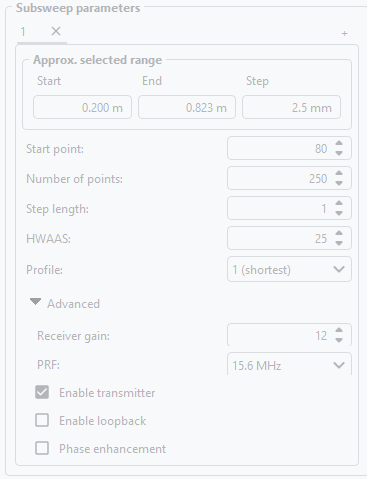 Subsweep parameters
1 ✕ +
Approx. selected range
Start End Step
0.200 m 0.823 m 2.5 mm
Start point: 80
Number of points: 250
Step length: 1
HWAAS: 25
Profile: 1 (shortest)
Advanced
Receiver gain: 12
PRF: 15.6 MHz
Enable transmitter
Enable loopback
Phase enhancement